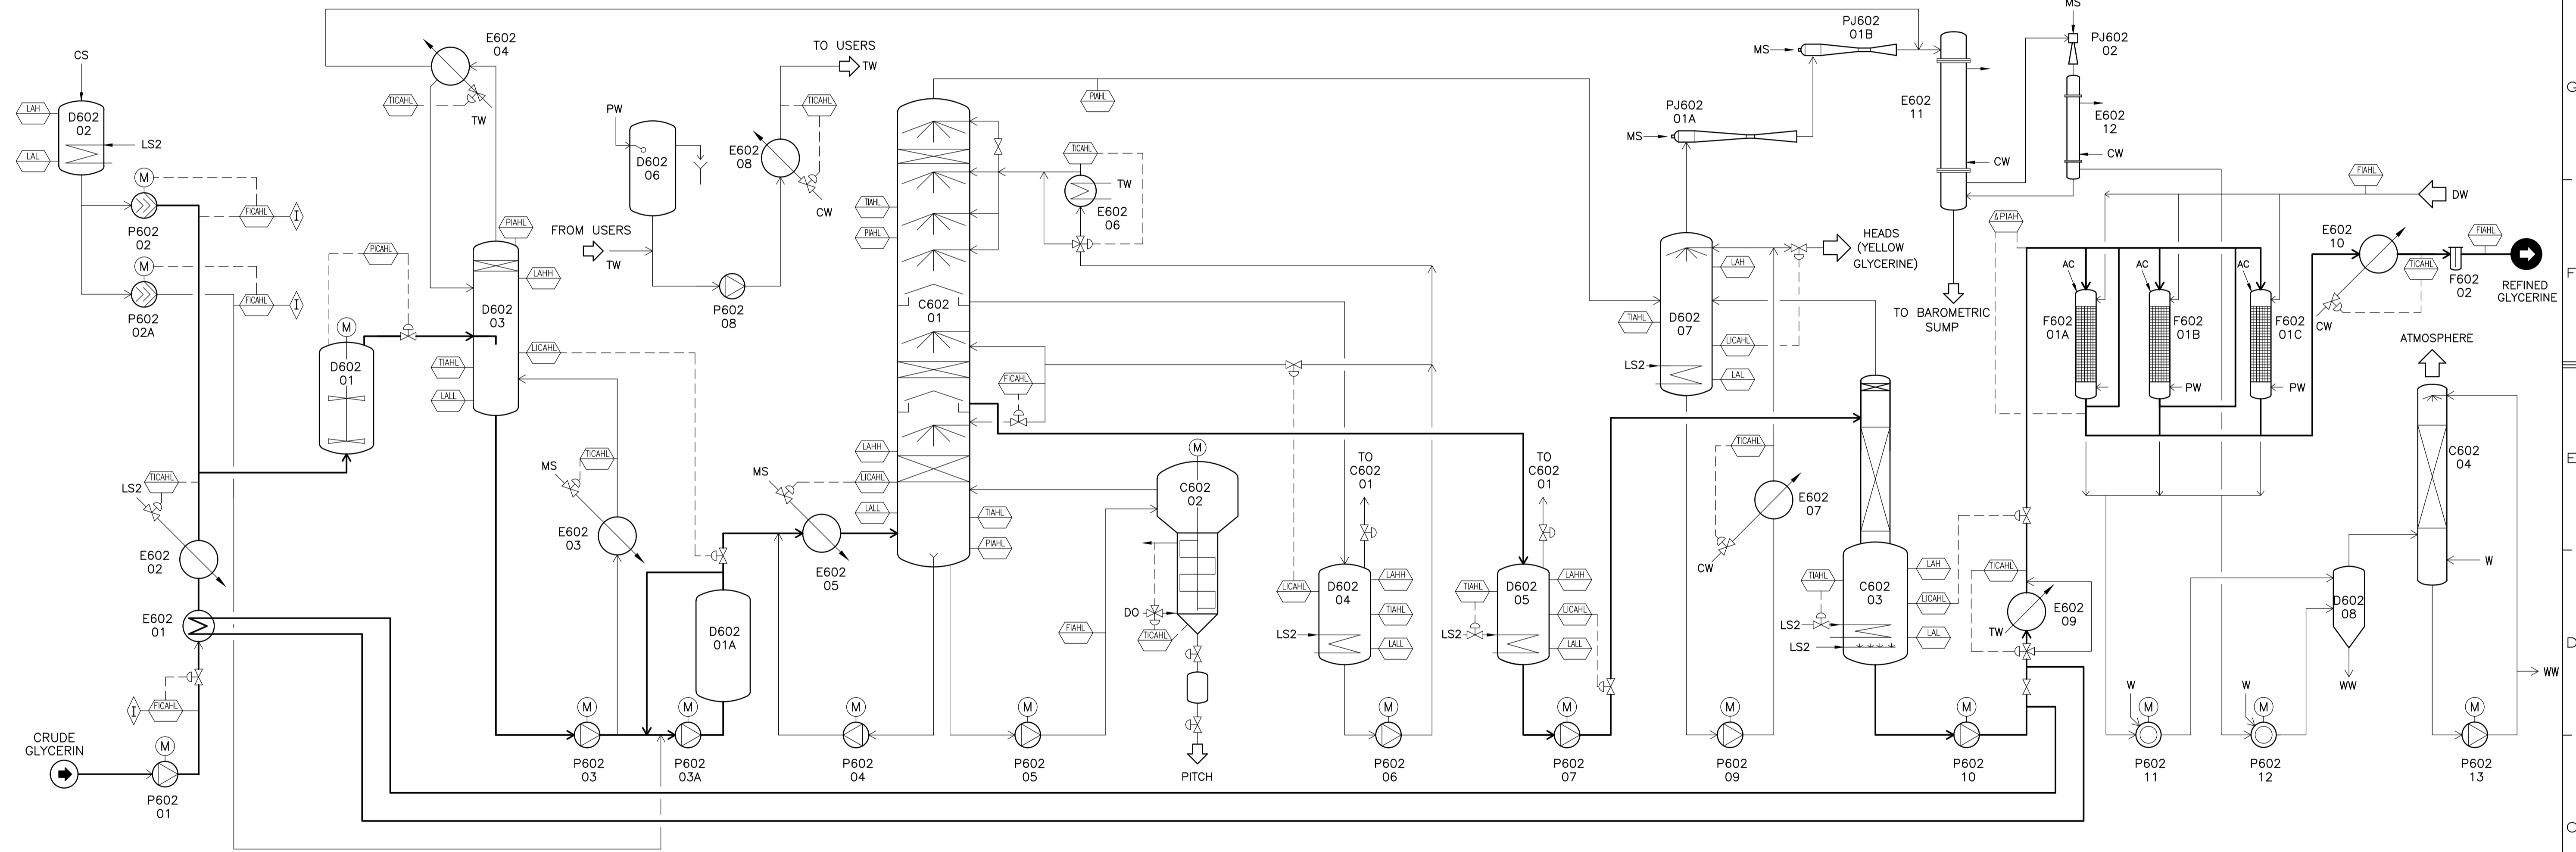 CS
LAH
D602
02
LAL
LS2
M
P602
02
FICAHL
I
M
P602
02A
FICAHL
I
TICAHL
LS2
E602
02
E602
01
FICAHL
I
CRUDE
GLYCERIN
M
P602
01
E602
04
TICAHL
TW
PICAHL
M
D602
01
PIAHL
LAHH
D602
03
LICAHL
TIAHL
LALL
MS
TICAHL
E602
03
M
P602
03
M
P602
03A
D602
01A
PW
D602
06
FROM USERS
TW
P602
08
TO USERS
TW
TICAHL
E602
08
CW
MS
E602
05
M
P602
04
TIAHL
PIAHL
C602
01
LAHH
LICAHL
LALL
TIAHL
PIAHL
PIAHL
TICAHL
TW
E602
06
FICAHL
M
P602
05
FIAHL
M
C602
02
DO
TICAHL
PITCH
LICAHL
D602
04
LAHH
TIAHL
LALL
LS2
TO
C602
01
M
P602
06
TO
C602
01
TIAHL
D602
05
LAHH
LICAHL
LALL
LS2
M
P602
07
MS
PJ602
01A
MS
PJ602
01B
LAH
D602
07
TIAHL
LICAHL
LS2
LAL
HEADS
(YELLOW
GLYCERINE)
TICAHL
E602
07
CW
M
P602
09
E602
11
CW
TO BAROMETRIC
SUMP
MS
PJ602
02
E602
12
CW
TIAHL
C602
03
LAH
LICAHL
LAL
LS2
LS2
M
P602
10
TICAHL
E602
09
TW
Δ PIAH
FIAHL
DW
AC
F602
01A
AC
F602
01B
PW
AC
F602
01C
PW
E602
10
TICAHL
CW
F602
02
FIAHL
REFINED
GLYCERINE
ATMOSPHERE
C602
04
W
D602
08
WW
WW
W
M
P602
11
W
M
P602
12
M
P602
13
G
F
E
D
C